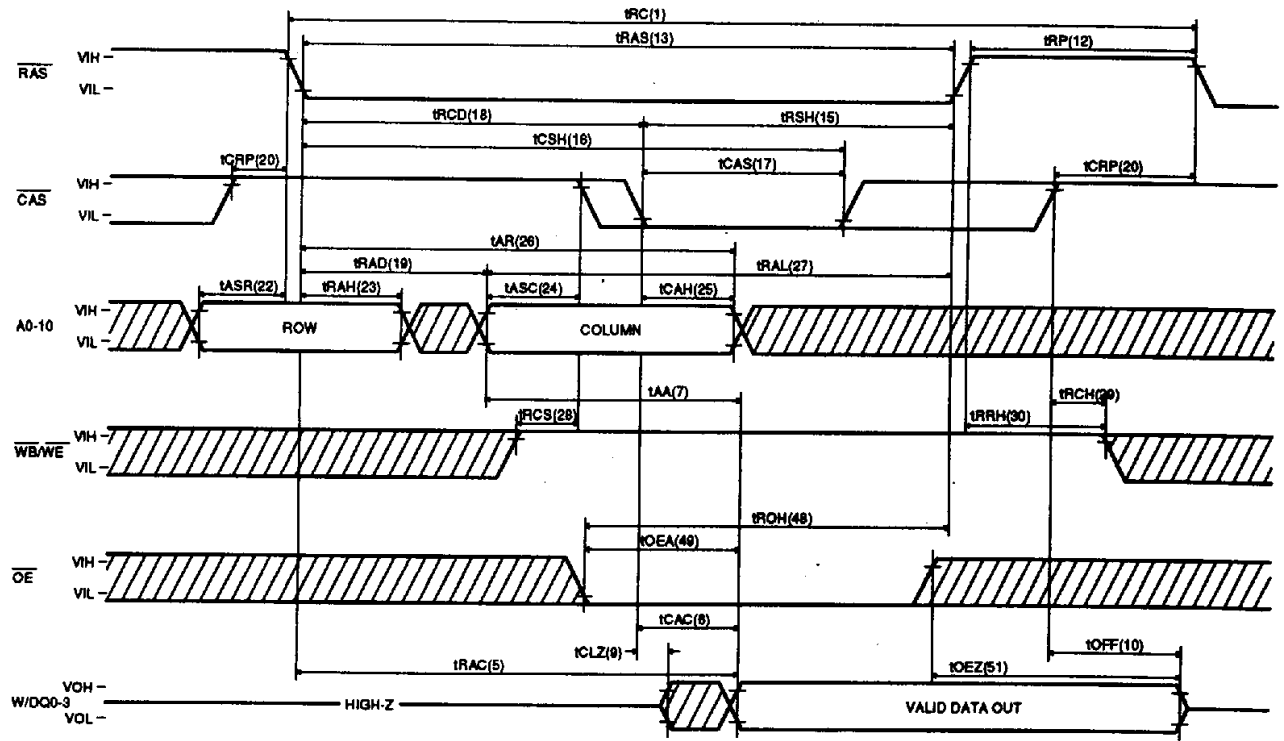 tRC(1)
tRAS(13)
tRP(12)
RAS
VIH
VIL
tRCD(18)
tRSH(15)
tCSH(16)
tCRP(20)
tCAS(17)
tCRP(20)
CAS
VIH
VIL
tAR(26)
tRAD(19)
tRAL(27)
tASR(22)
tRAH(23)
tASC(24)
tCAH(25)
A0-10
VIH
VIL
ROW
COLUMN
tAA(7)
tRCS(28)
tRCH(29)
tRRH(30)
WB/WE
VIH
VIL
tROH(48)
tOEA(49)
OE
VIH
VIL
tCAC(6)
tCLZ(9)
tOFF(10)
tRAC(5)
tOEZ(51)
W/DQ0-3
VOH
VOL
HIGH-Z
VALID DATA OUT